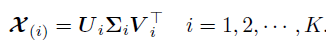 𝓧₍ᵢ₎ = UᵢΣᵢVᵢ^⊤ i = 1, 2, ⋯ , K.